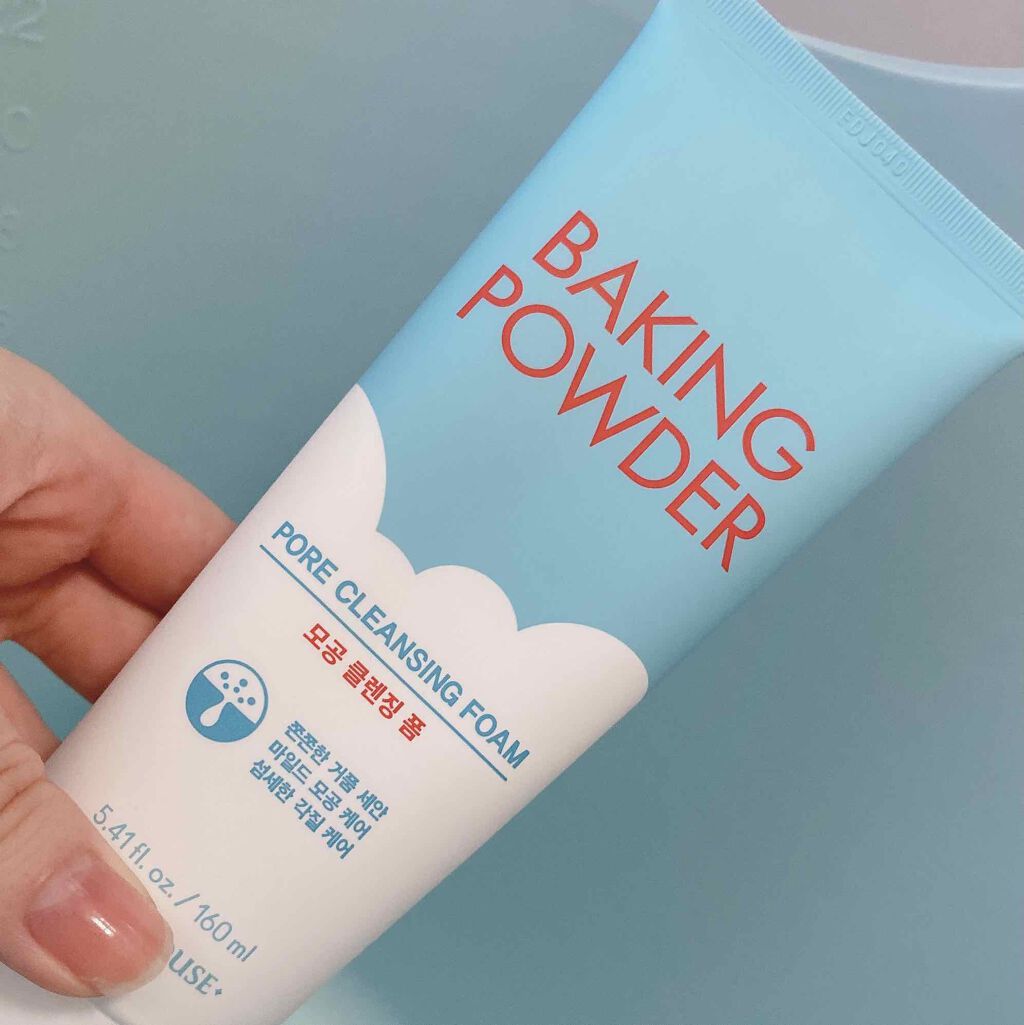 EDJ040
BAKING
POWDER
PORE CLEANSING FOAM
모공 클렌징 폼
쫀쫀한 거품 세안
마일드 모공 케어
섬세한 각질 케어
5.41 fl. oz. / 160 ml
USE